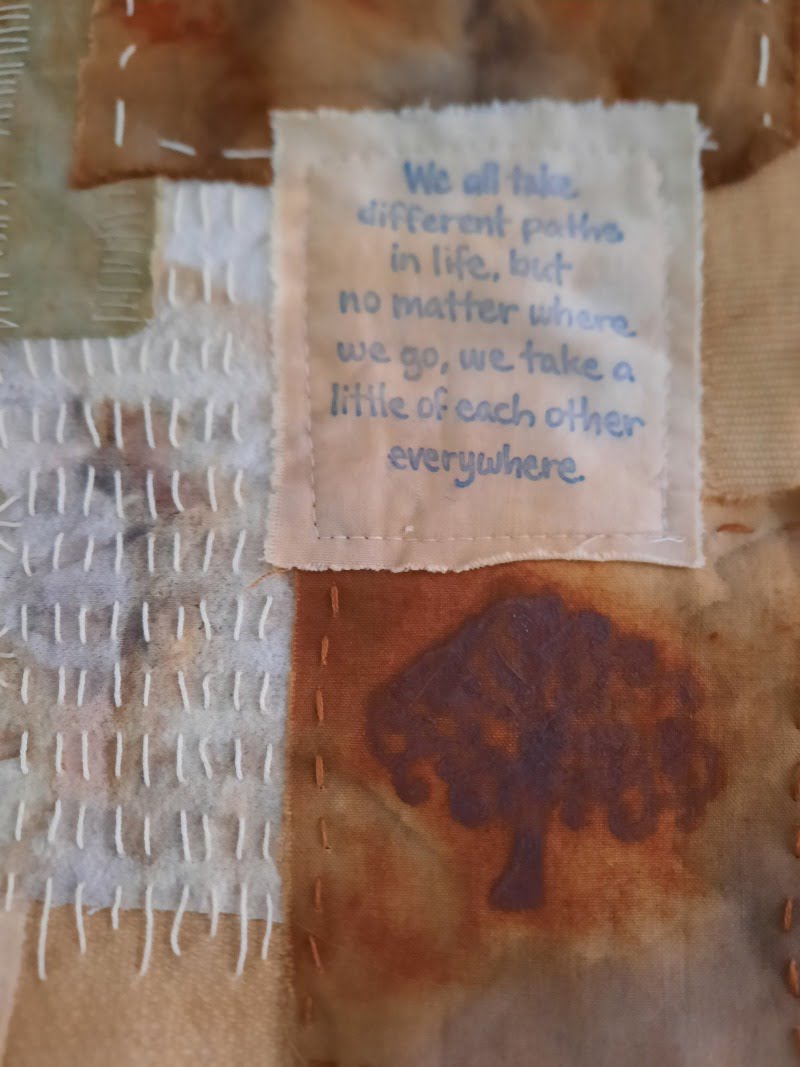 We all take
different paths
in life, but
no matter where
we go, we take a
little of each other
everywhere.